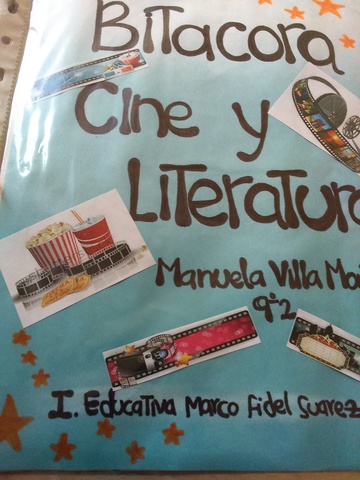 Bitacora
Cine y
Literatura
Manuela Villa
9°2
I. Educativa Marco Fidel Suarez